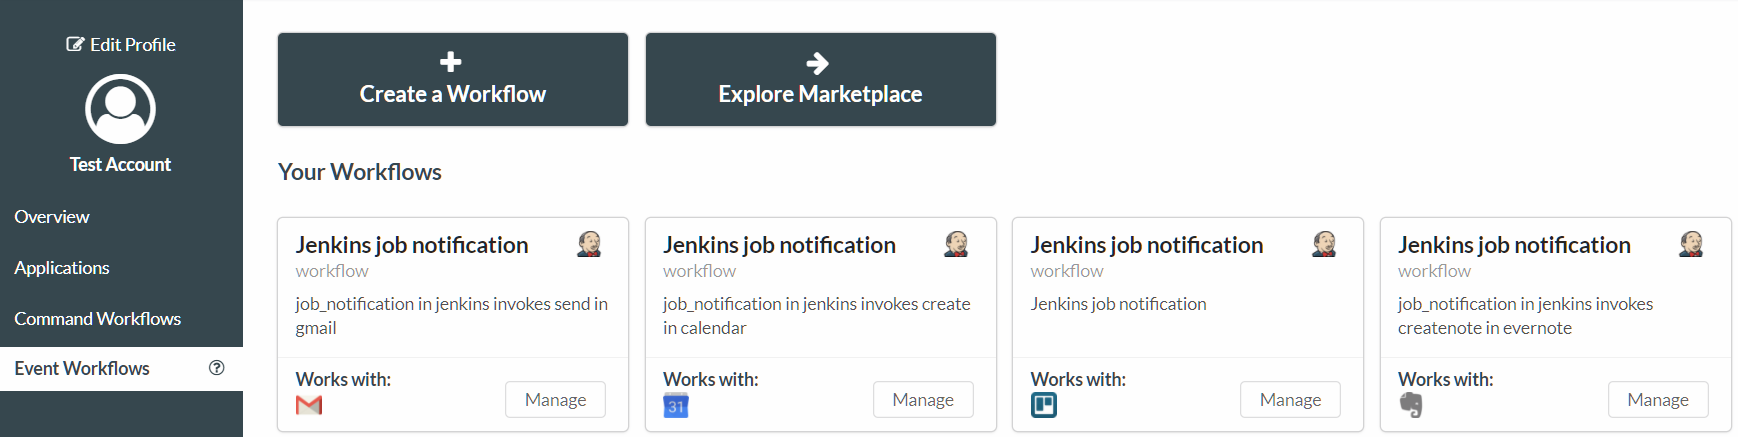 Edit Profile
Test Account
Overview
Applications
Command Workflows
Event Workflows
Create a Workflow
Explore Marketplace
Your Workflows
Jenkins job notification
workflow
job_notification in jenkins invokes send in
gmail
Works with:
Manage
Jenkins job notification
workflow
job_notification in jenkins invokes create
in calendar
Works with:
31
Manage
Jenkins job notification
workflow
Jenkins job notification
Works with:
Manage
Jenkins job notification
workflow
job_notification in jenkins invokes
createnote in evernote
Works with:
Manage